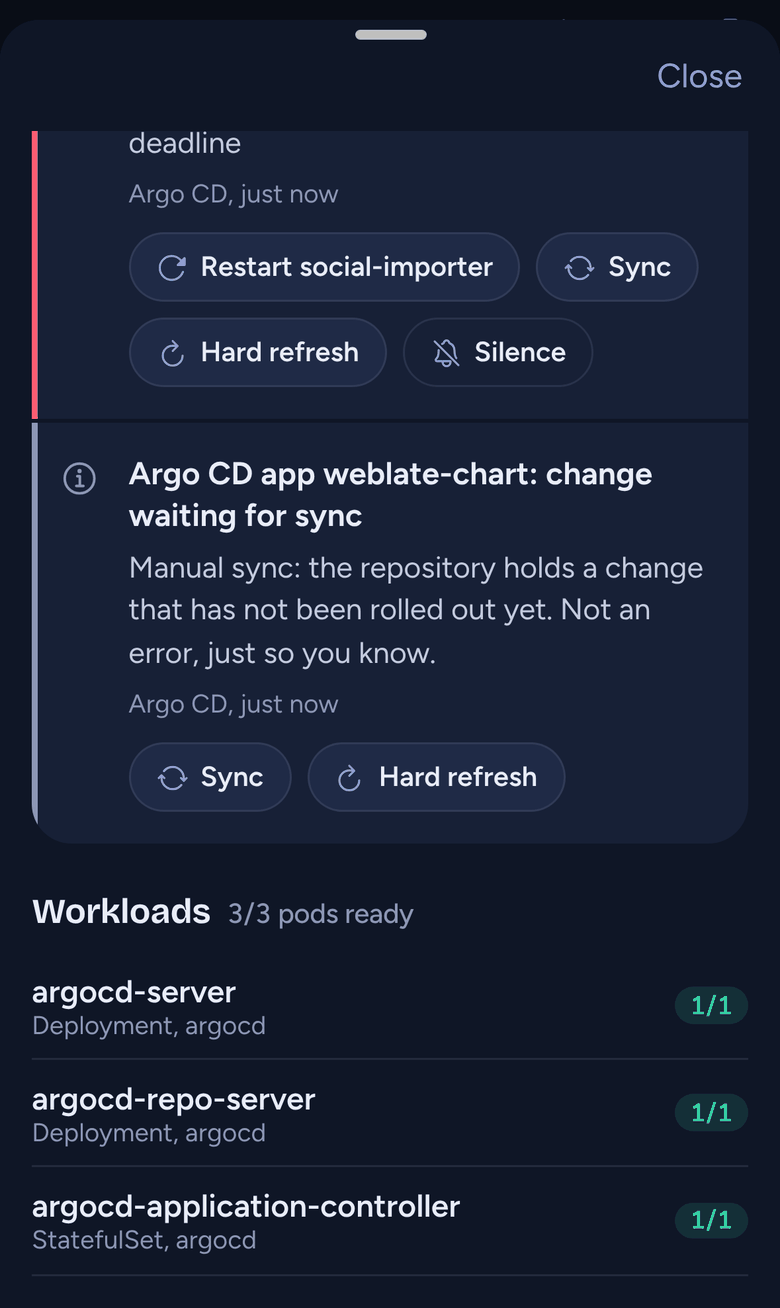 Close
deadline
Argo CD, just now
Restart social-importer
Sync
Hard refresh
Silence
Argo CD app weblate-chart: change
waiting for sync
Manual sync: the repository holds a change
that has not been rolled out yet. Not an
error, just so you know.
Argo CD, just now
Sync
Hard refresh
Workloads 3/3 pods ready
argocd-server
Deployment, argocd
1/1
argocd-repo-server
Deployment, argocd
1/1
argocd-application-controller
StatefulSet, argocd
1/1